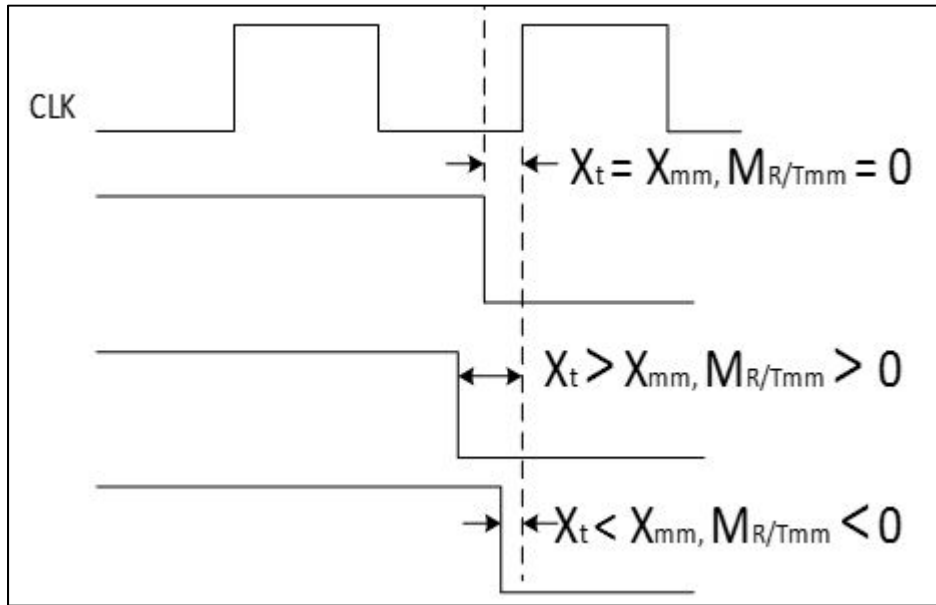 CLK
Xt = Xmm, MR/Tmm = 0
Xt > Xmm, MR/Tmm > 0
Xt < Xmm, MR/Tmm < 0